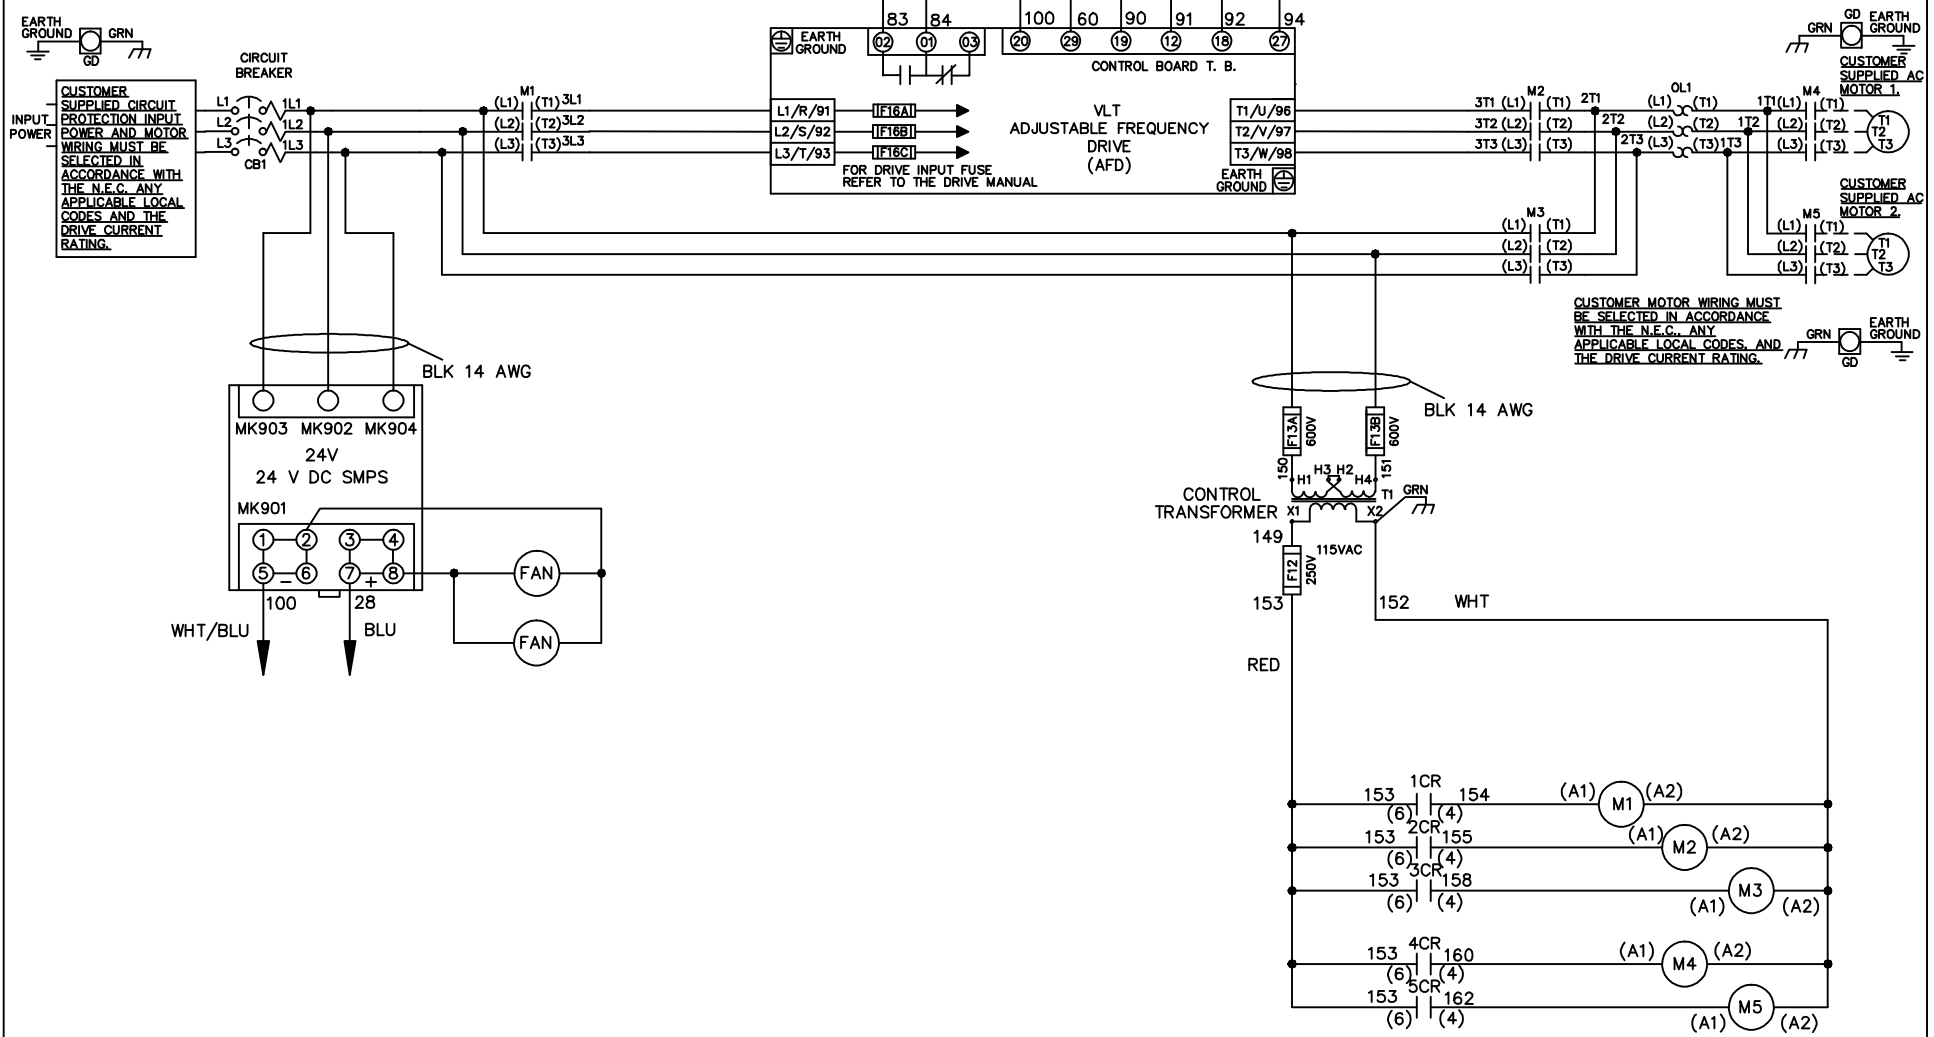 EARTH
GROUND
GRN
GD
CIRCUIT
BREAKER
83
84
100
60
90
91
92
94
EARTH
GROUND
02
01
03
20
29
19
12
18
27
CONTROL BOARD T. B.
GD
EARTH
GROUND
GRN
CUSTOMER
SUPPLIED AC
MOTOR 1.
INPUT
POWER
CUSTOMER
SUPPLIED CIRCUIT
PROTECTION INPUT
POWER AND MOTOR
WIRING MUST BE
SELECTED IN
ACCORDANCE WITH
THE N.E.C. ANY
APPLICABLE LOCAL
CODES AND THE
DRIVE CURRENT
RATING.
L1
L2
L3
1L1
1L2
1L3
CB1
M1
(L1) (T1) 3L1
(L2) (T2) 3L2
(L3) (T3) 3L3
L1/R/91
L2/S/92
L3/T/93
F16A
F16B
F16C
FOR DRIVE INPUT FUSE
REFER TO THE DRIVE MANUAL
VLT
ADJUSTABLE FREQUENCY
DRIVE
(AFD)
T1/U/96
T2/V/97
T3/W/98
EARTH
GROUND
M2
3T1 (L1) (T1) 2T1
3T2 (L2) (T2) 2T2
3T3 (L3) (T3) 2T3
OL1
(L1) (T1) 1T1
(L2) (T2) 1T2
(L3) (T3) 1T3
M4
(L1) (T1)
(L2) (T2)
(L3) (T3)
T1
T2
T3
CUSTOMER
SUPPLIED AC
MOTOR 2.
M3
(L1) (T1)
(L2) (T2)
(L3) (T3)
M5
(L1) (T1)
(L2) (T2)
(L3) (T3)
T1
T2
T3
CUSTOMER MOTOR WIRING MUST
BE SELECTED IN ACCORDANCE
WITH THE N.E.C., ANY
APPLICABLE LOCAL CODES, AND
THE DRIVE CURRENT RATING.
GRN
GD
EARTH
GROUND
BLK 14 AWG
MK903 MK902 MK904
24V
24 V DC SMPS
MK901
1 2 3 4
5 - 6 7 + 8
100
28
WHT/BLU
BLU
FAN
FAN
BLK 14 AWG
F13A
600V
F13B
600V
150
151
H1 H3 H2 H4
T1
GRN
CONTROL
TRANSFORMER
X1
X2
149
115VAC
F12
250V
153
152
WHT
RED
1CR
153 154
(6) (4)
(A1) M1 (A2)
2CR
153 155
(6) (4)
(A1) M2 (A2)
3CR
153 158
(6) (4)
(A1) M3 (A2)
4CR
153 160
(6) (4)
(A1) M4 (A2)
5CR
153 162
(6) (4)
(A1) M5 (A2)